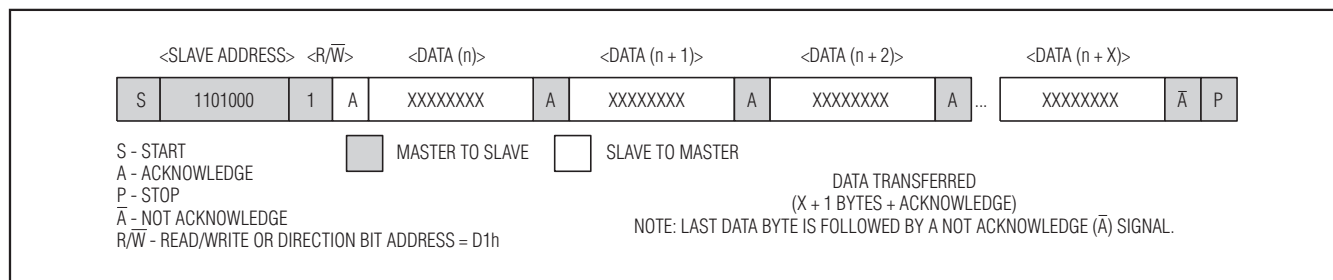 <SLAVE ADDRESS> <R/W̅> <DATA (n)> <DATA (n + 1)> <DATA (n + 2)> <DATA (n + X)>
S 1101000 1 A XXXXXXXX A XXXXXXXX A XXXXXXXX A ... XXXXXXXX A̅ P
S - START
A - ACKNOWLEDGE
P - STOP
A̅ - NOT ACKNOWLEDGE
R/W̅ - READ/WRITE OR DIRECTION BIT ADDRESS = D1h
MASTER TO SLAVE SLAVE TO MASTER
DATA TRANSFERRED
(X + 1 BYTES + ACKNOWLEDGE)
NOTE: LAST DATA BYTE IS FOLLOWED BY A NOT ACKNOWLEDGE (A̅) SIGNAL.